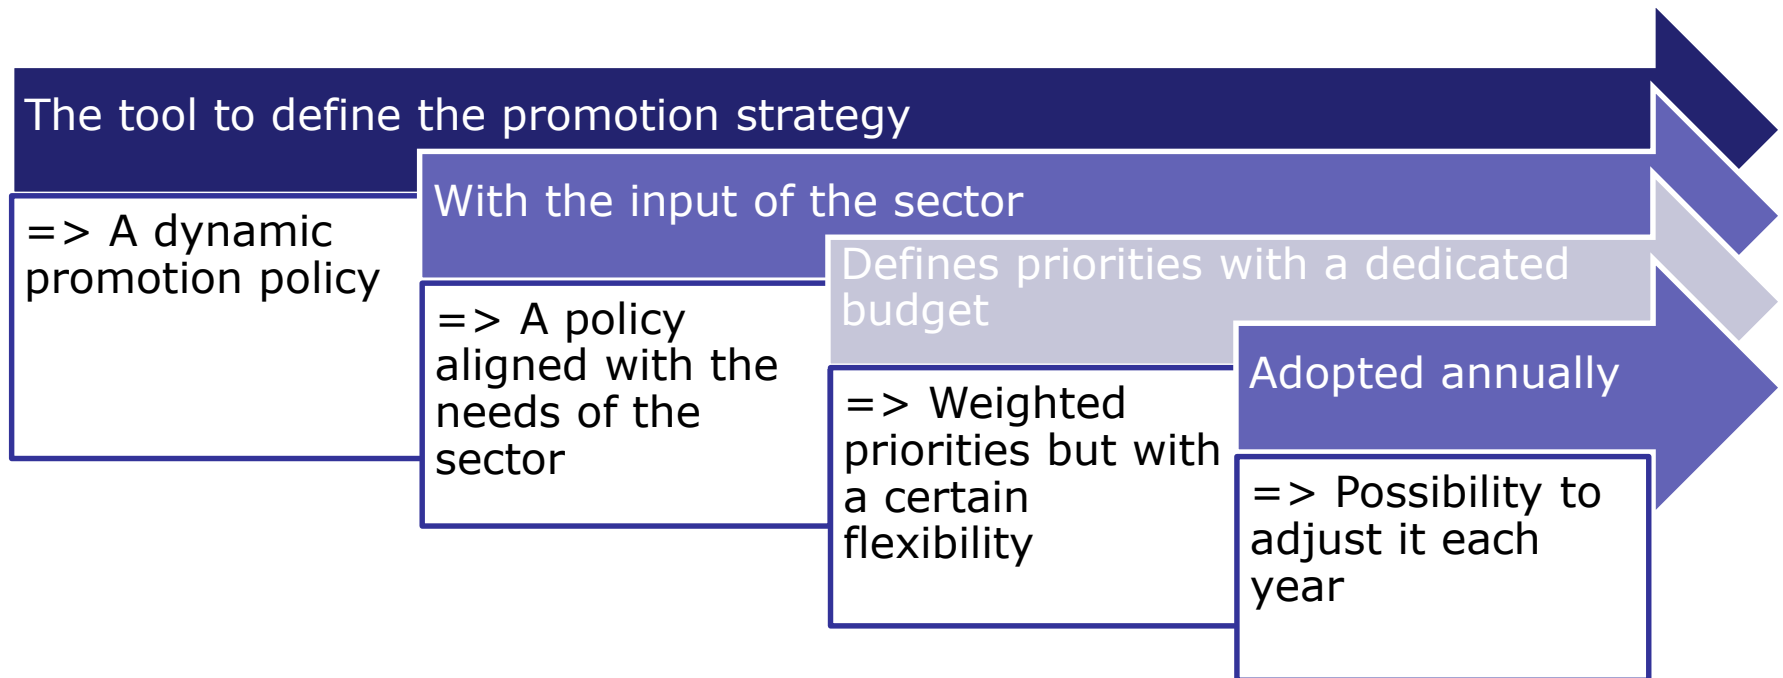 The tool to define the promotion strategy
=> A dynamic
promotion policy
With the input of the sector
=> A policy
aligned with the
needs of the
sector
Defines priorities with a dedicated
budget
=> Weighted
priorities but with
a certain
flexibility
Adopted annually
=> Possibility to
adjust it each
year